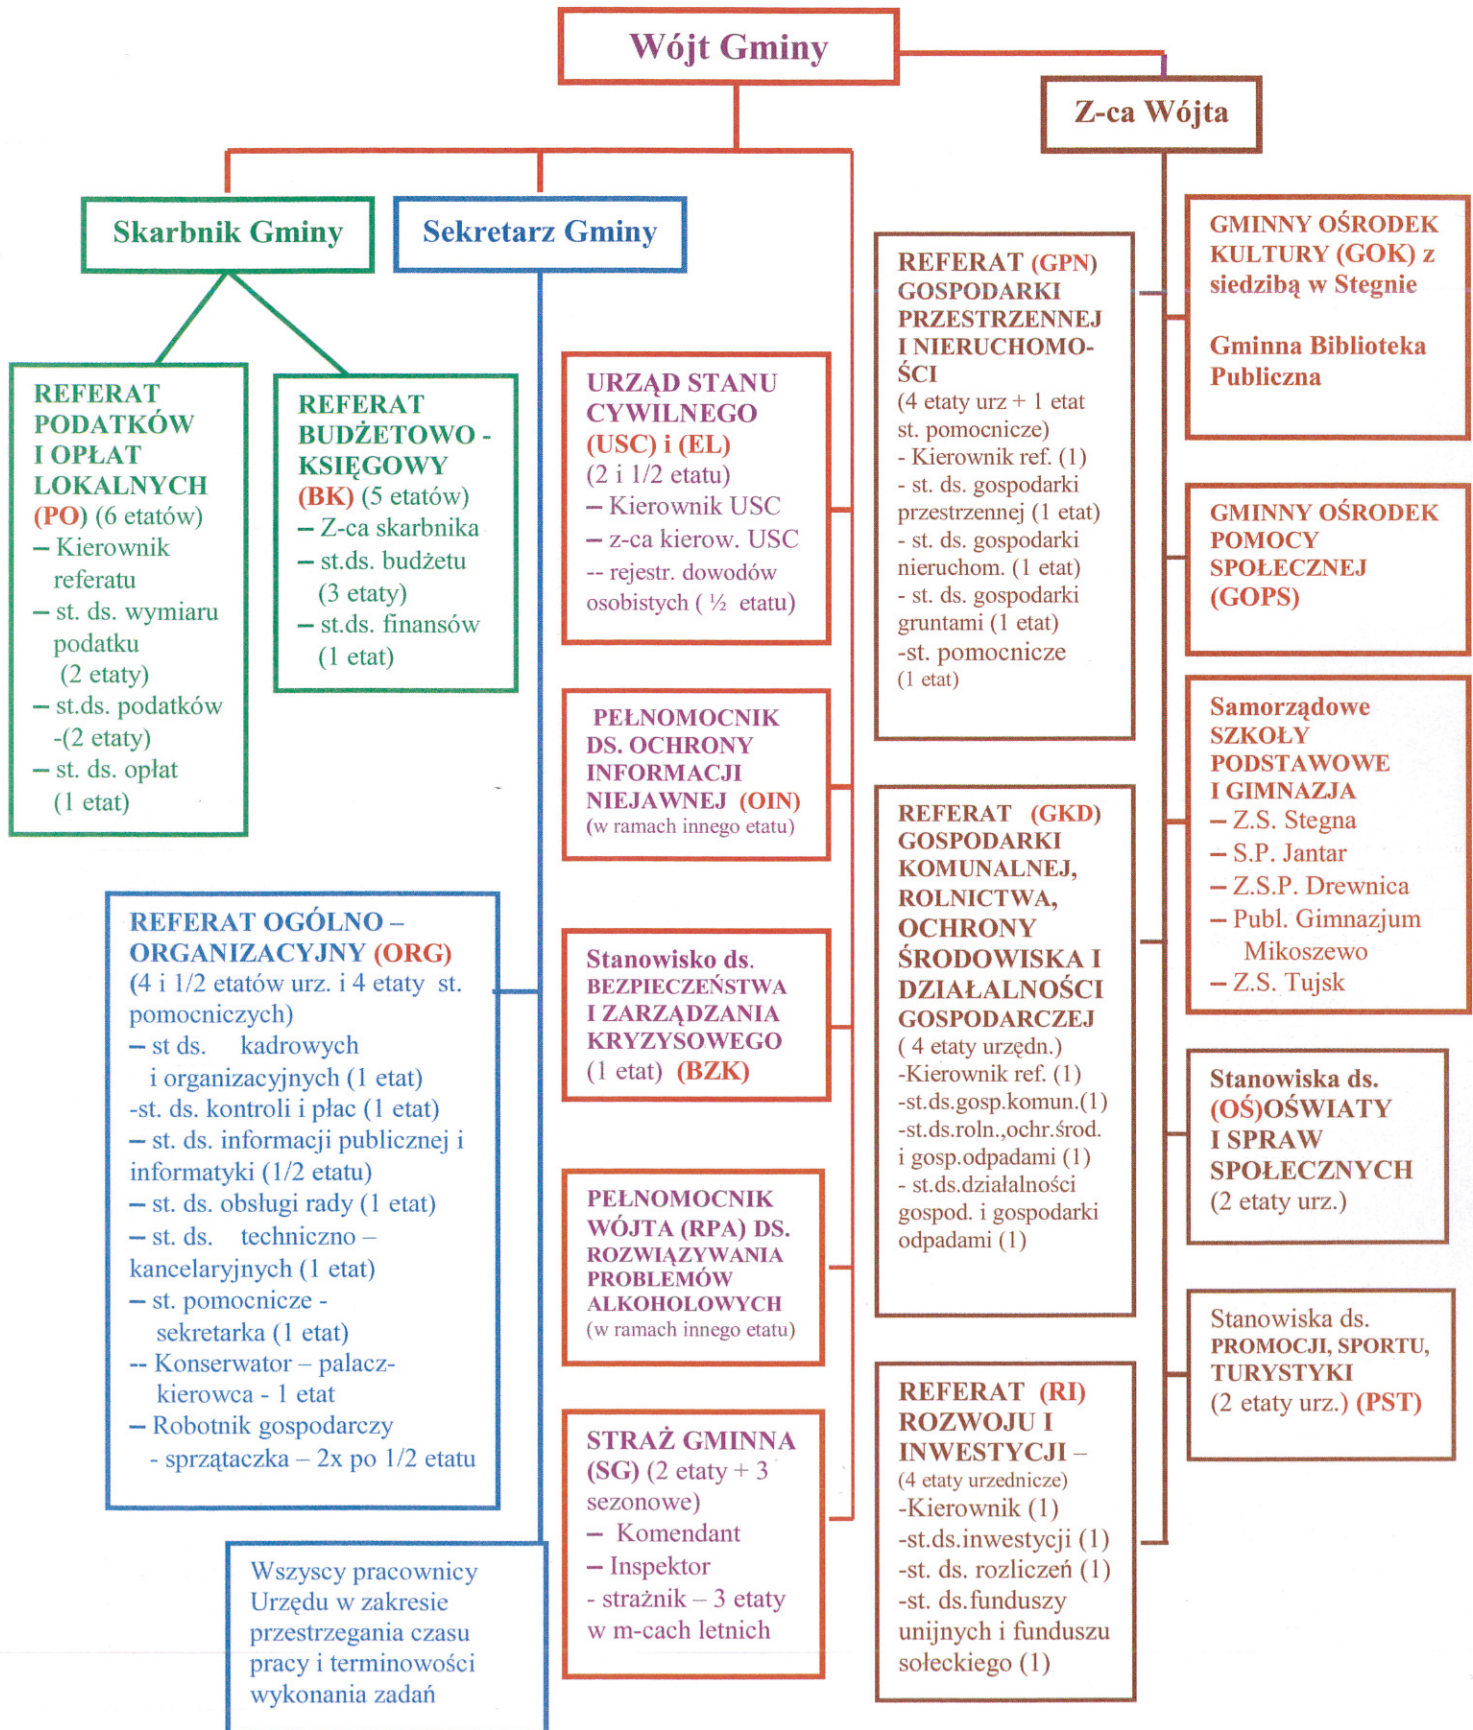 Wójt Gminy
Z-ca Wójta
Skarbnik Gminy
Sekretarz Gminy
REFERAT
PODATKÓW
I OPŁAT
LOKALNYCH
(PO) (6 etatów)
– Kierownik
referatu
– st. ds. wymiaru
podatku
(2 etaty)
– st.ds. podatków
-(2 etaty)
– st. ds. opłat
(1 etat)
REFERAT
BUDŻETOWO -
KSIĘGOWY
(BK) (5 etatów)
– Z-ca skarbnika
– st.ds. budżetu
(3 etaty)
– st.ds. finansów
(1 etat)
REFERAT OGÓLNO –
ORGANIZACYJNY (ORG)
(4 i 1/2 etatów urz. i 4 etaty st.
pomocniczych)
– st ds. kadrowych
i organizacyjnych (1 etat)
-st. ds. kontroli i płac (1 etat)
– st. ds. informacji publicznej i
informatyki (1/2 etatu)
– st. ds. obsługi rady (1 etat)
– st. ds. techniczno –
kancelaryjnych (1 etat)
– st. pomocnicze -
sekretarka (1 etat)
-- Konserwator – palacz-
kierowca - 1 etat
– Robotnik gospodarczy
- sprzątaczka – 2x po 1/2 etatu
Wszyscy pracownicy
Urzędu w zakresie
przestrzegania czasu
pracy i terminowości
wykonania zadań
URZĄD STANU
CYWILNEGO
(USC) i (EL)
(2 i 1/2 etatu)
– Kierownik USC
– z-ca kierow. USC
-- rejestr. dowodów
osobistych ( ½ etatu)
PEŁNOMOCNIK
DS. OCHRONY
INFORMACJI
NIEJAWNEJ (OIN)
(w ramach innego etatu)
Stanowisko ds.
BEZPIECZEŃSTWA
I ZARZĄDZANIA
KRYZYSOWEGO
(1 etat) (BZK)
PEŁNOMOCNIK
WÓJTA (RPA) DS.
ROZWIĄZYWANIA
PROBLEMÓW
ALKOHOLOWYCH
(w ramach innego etatu)
STRAŻ GMINNA
(SG) (2 etaty + 3
sezonowe)
– Komendant
– Inspektor
- strażnik – 3 etaty
w m-cach letnich
REFERAT (GPN)
GOSPODARKI
PRZESTRZENNEJ
I NIERUCHOMO-
ŚCI
(4 etaty urz + 1 etat
st. pomocnicze)
- Kierownik ref. (1)
- st. ds. gospodarki
przestrzennej (1 etat)
- st. ds. gospodarki
nieruchom. (1 etat)
- st. ds. gospodarki
gruntami (1 etat)
-st. pomocnicze
(1 etat)
REFERAT (GKD)
GOSPODARKI
KOMUNALNEJ,
ROLNICTWA,
OCHRONY
ŚRODOWISKA I
DZIAŁALNOŚCI
GOSPODARCZEJ
( 4 etaty urzędn.)
-Kierownik ref. (1)
-st.ds.gosp.komun.(1)
-st.ds.roln.,ochr.środ.
i gosp.odpadami (1)
- st.ds.działalności
gospod. i gospodarki
odpadami (1)
REFERAT (RI)
ROZWOJU I
INWESTYCJI –
(4 etaty urzednicze)
-Kierownik (1)
-st.ds.inwestycji (1)
-st. ds. rozliczeń (1)
-st. ds.funduszy
unijnych i funduszu
sołeckiego (1)
GMINNY OŚRODEK
KULTURY (GOK) z
siedzibą w Stegnie
Gminna Biblioteka
Publiczna
GMINNY OŚRODEK
POMOCY
SPOŁECZNEJ
(GOPS)
Samorządowe
SZKOŁY
PODSTAWOWE
I GIMNAZJA
– Z.S. Stegna
– S.P. Jantar
– Z.S.P. Drewnica
– Publ. Gimnazjum
Mikoszewo
– Z.S. Tujsk
Stanowiska ds.
(OŚ)OŚWIATY
I SPRAW
SPOŁECZNYCH
(2 etaty urz.)
Stanowiska ds.
PROMOCJI, SPORTU,
TURYSTYKI
(2 etaty urz.) (PST)